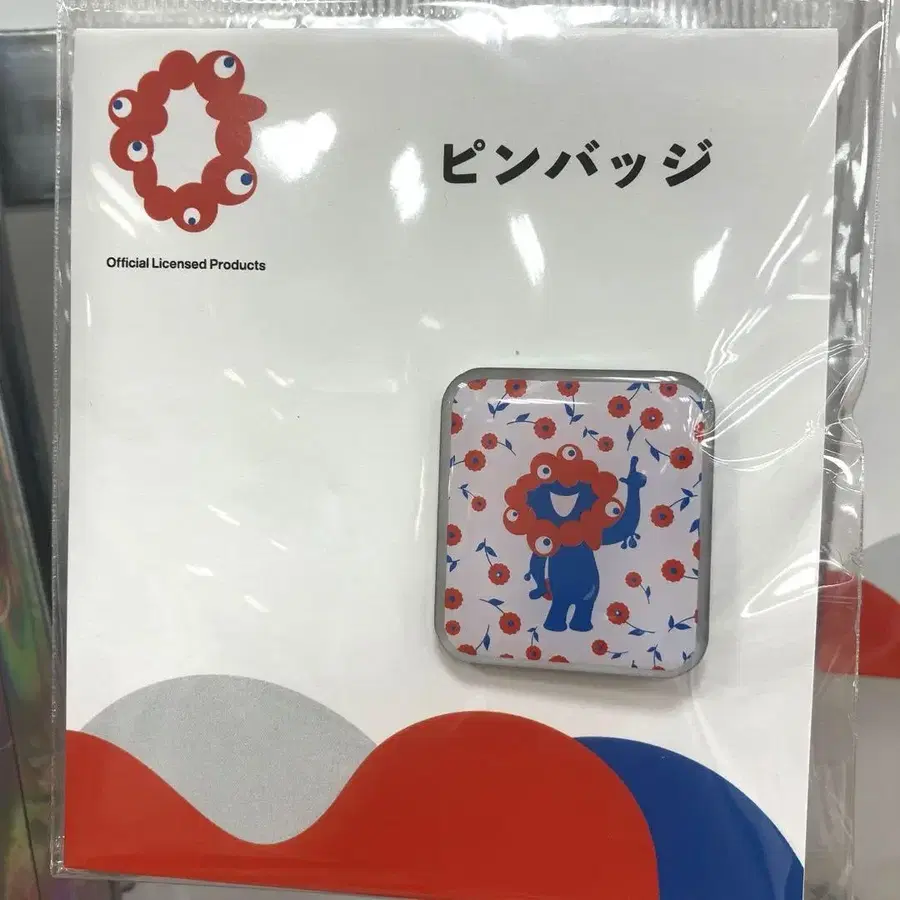 ピンバッジ
Official Licensed Products